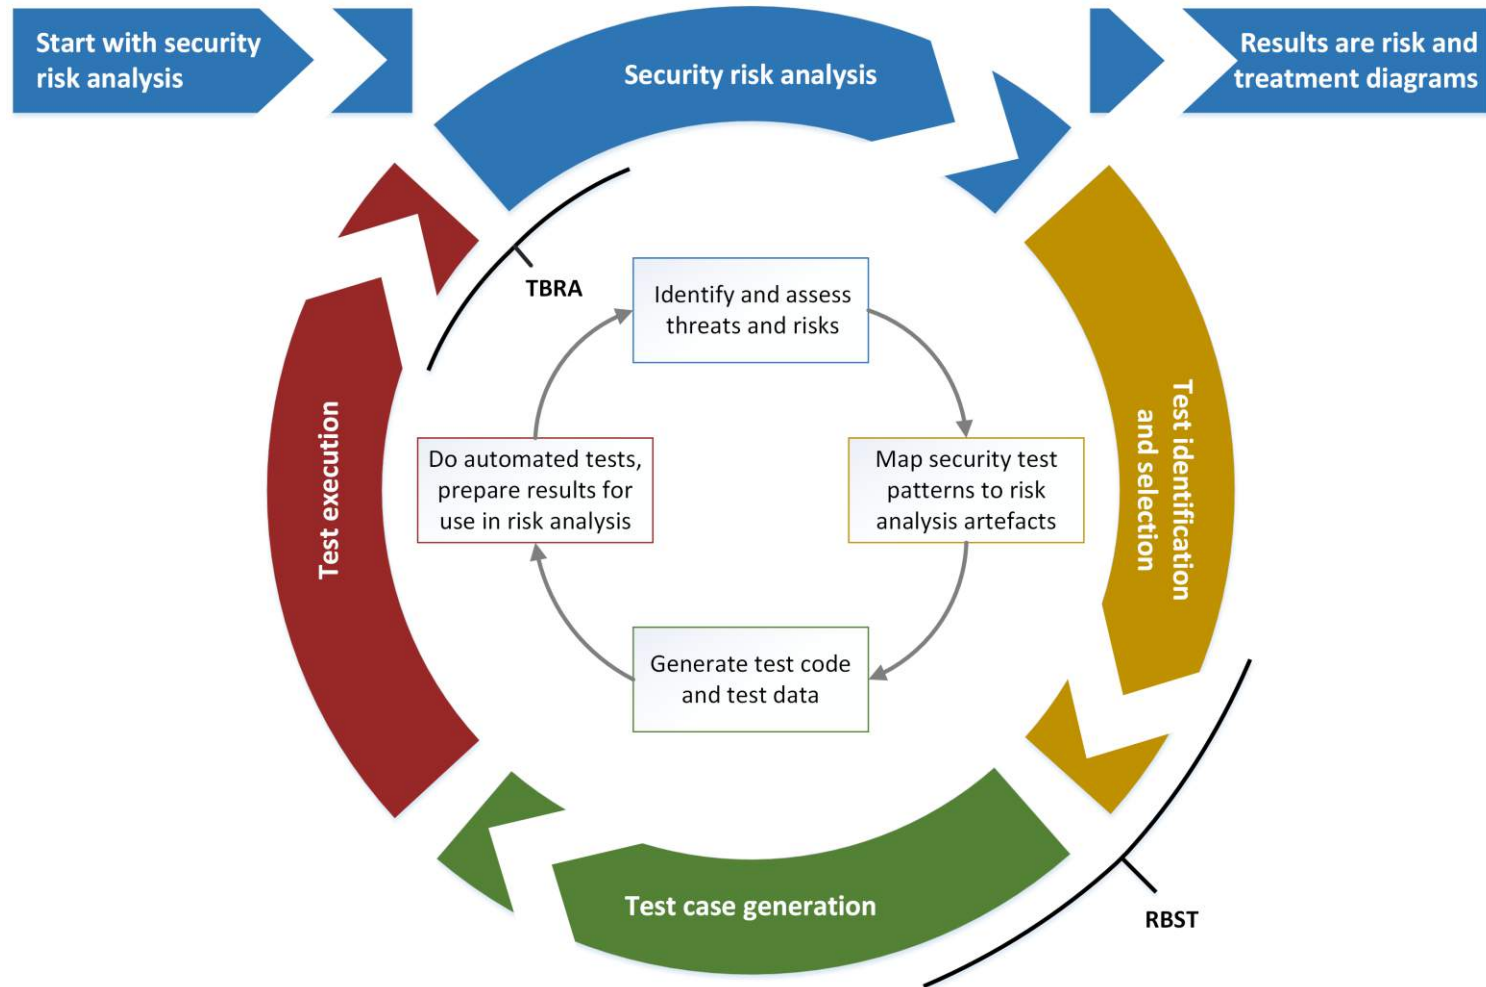 Start with security
risk analysis
Security risk analysis
Results are risk and
treatment diagrams
TBRA
Identify and assess
threats and risks
Test execution
Do automated tests,
prepare results for
use in risk analysis
Map security test
patterns to risk
analysis artefacts
Test identification
and selection
Generate test code
and test data
Test case generation
RBST